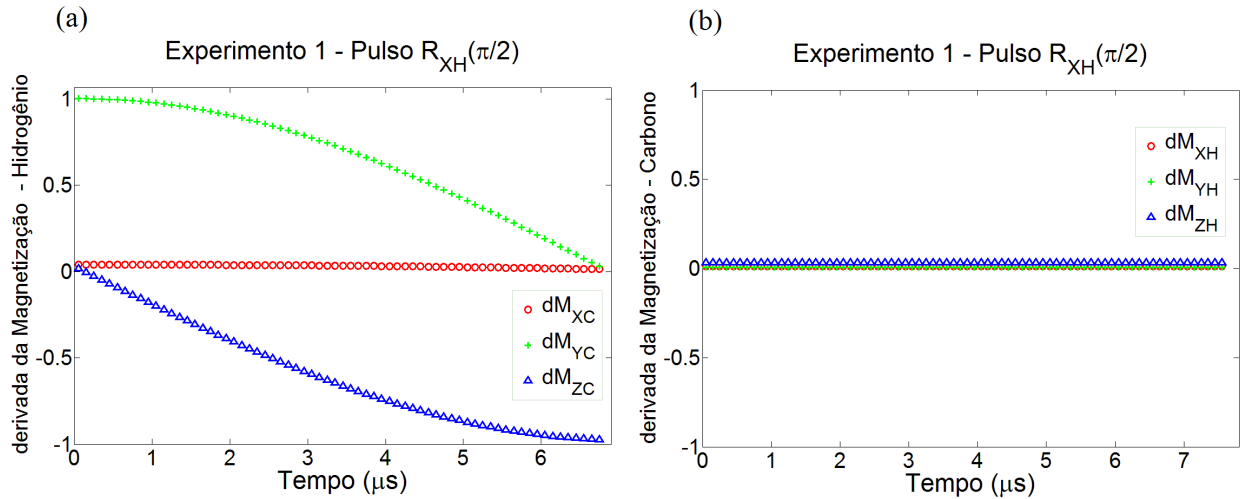 (a)
Experimento 1 - Pulso R_XH(π/2)
derivada da Magnetização - Hidrogênio
1
0.5
0
-0.5
-1
dM_XC
dM_YC
dM_ZC
0 1 2 3 4 5 6
Tempo (μs)
(b)
Experimento 1 - Pulso R_XH(π/2)
derivada da Magnetização - Carbono
1
0.5
0
-0.5
-1
dM_XH
dM_YH
dM_ZH
0 1 2 3 4 5 6 7
Tempo (μs)